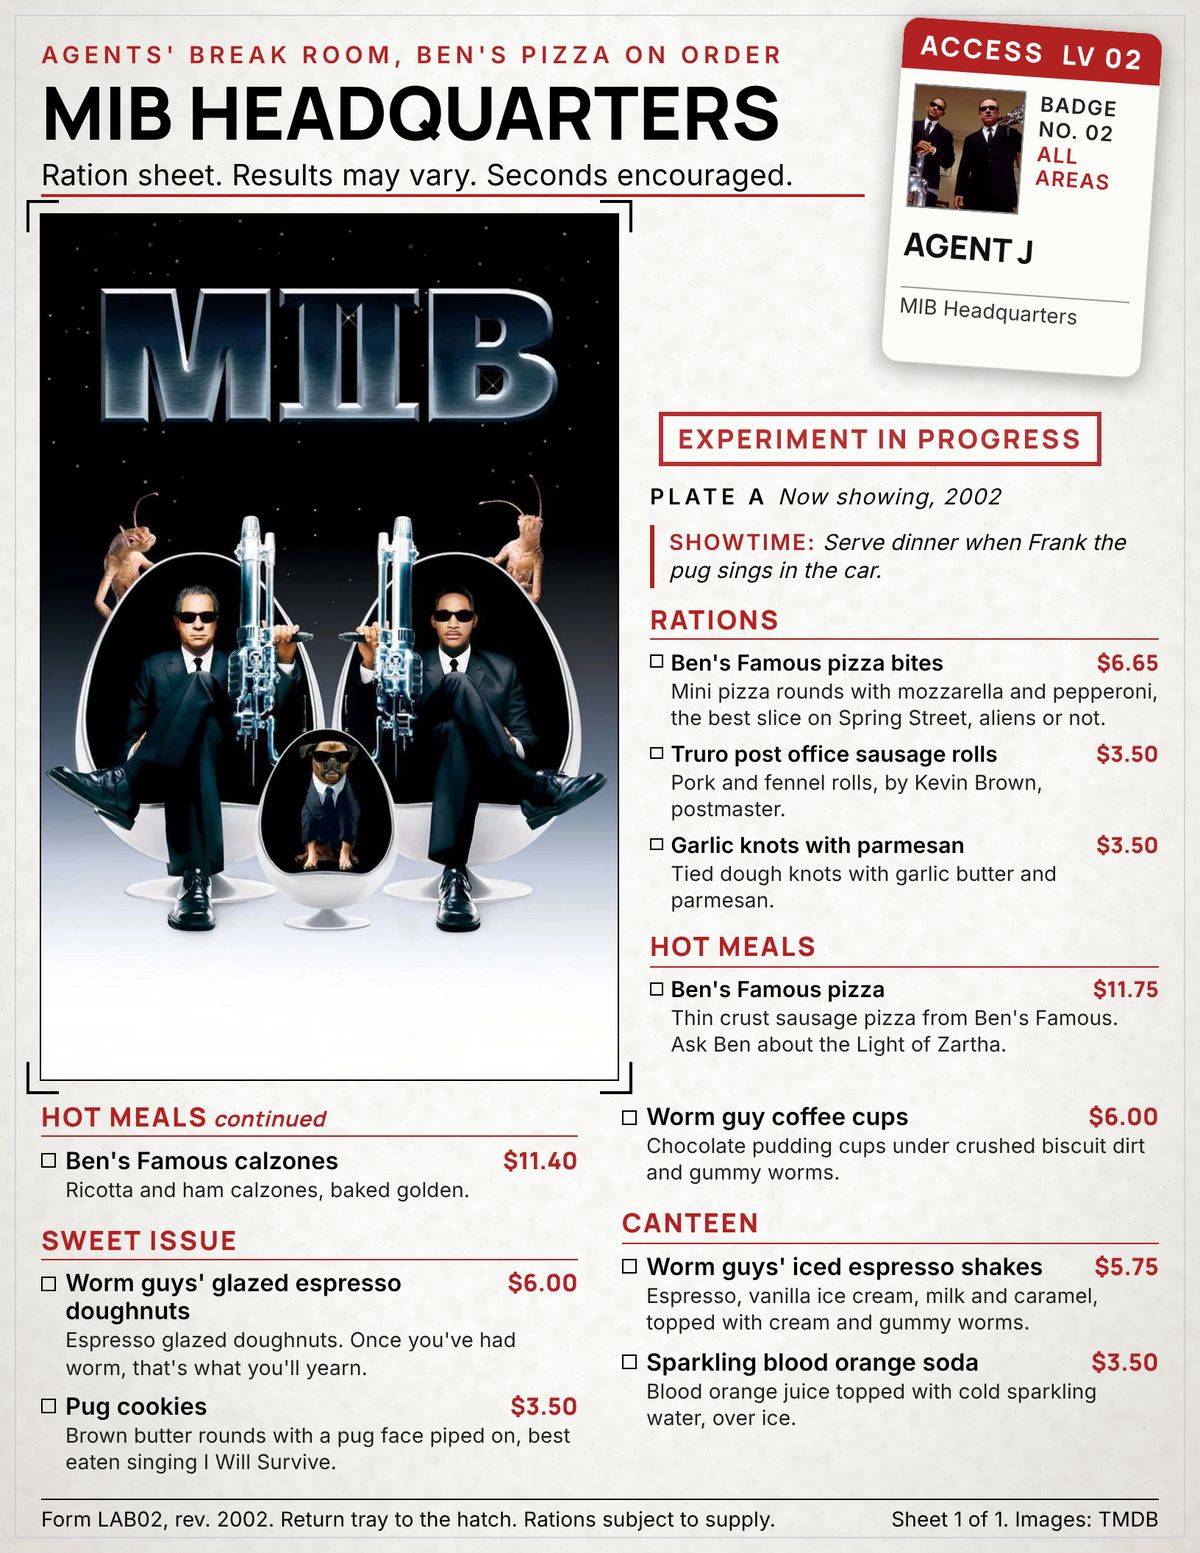 AGENTS' BREAK ROOM, BEN'S PIZZA ON ORDER
MIB HEADQUARTERS
Ration sheet. Results may vary. Seconds encouraged.
ACCESS LV 02
BADGE
NO. 02
ALL
AREAS
AGENT J
MIB Headquarters
MIIB
EXPERIMENT IN PROGRESS
PLATE A Now showing, 2002
SHOWTIME: Serve dinner when Frank the
pug sings in the car.
RATIONS
Ben's Famous pizza bites $6.65
Mini pizza rounds with mozzarella and pepperoni,
the best slice on Spring Street, aliens or not.
Truro post office sausage rolls $3.50
Pork and fennel rolls, by Kevin Brown,
postmaster.
Garlic knots with parmesan $3.50
Tied dough knots with garlic butter and
parmesan.
HOT MEALS
Ben's Famous pizza $11.75
Thin crust sausage pizza from Ben's Famous.
Ask Ben about the Light of Zartha.
HOT MEALS continued
Ben's Famous calzones $11.40
Ricotta and ham calzones, baked golden.
SWEET ISSUE
Worm guys' glazed espresso $6.00
doughnuts
Espresso glazed doughnuts. Once you've had
worm, that's what you'll yearn.
Pug cookies $3.50
Brown butter rounds with a pug face piped on, best
eaten singing I Will Survive.
Worm guy coffee cups $6.00
Chocolate pudding cups under crushed biscuit dirt
and gummy worms.
CANTEEN
Worm guys' iced espresso shakes $5.75
Espresso, vanilla ice cream, milk and caramel,
topped with cream and gummy worms.
Sparkling blood orange soda $3.50
Blood orange juice topped with cold sparkling
water, over ice.
Form LAB02, rev. 2002. Return tray to the hatch. Rations subject to supply.
Sheet 1 of 1. Images: TMDB